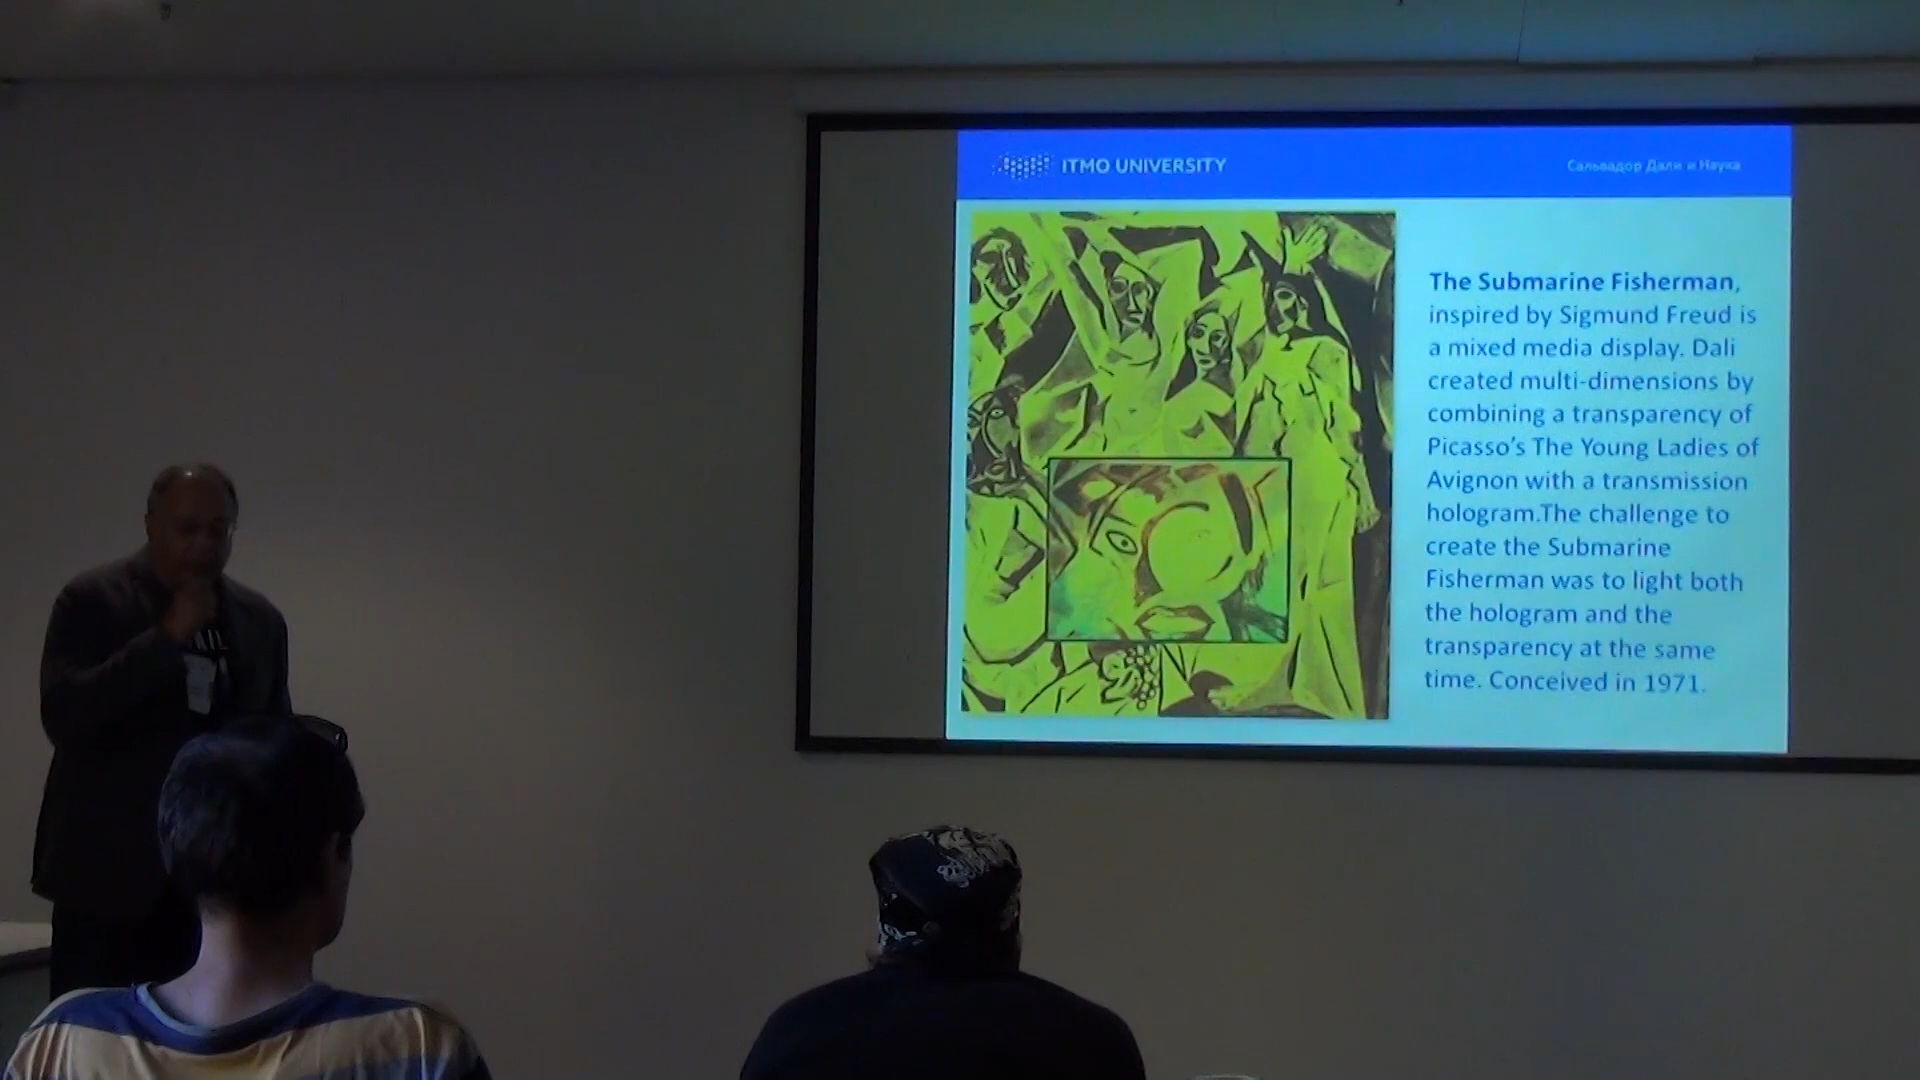 ITMO UNIVERSITY
Сальвадор Дали и Наука
The Submarine Fisherman,
inspired by Sigmund Freud is
a mixed media display. Dali
created multi-dimensions by
combining a transparency of
Picasso's The Young Ladies of
Avignon with a transmission
hologram.The challenge to
create the Submarine
Fisherman was to light both
the hologram and the
transparency at the same
time. Conceived in 1971.